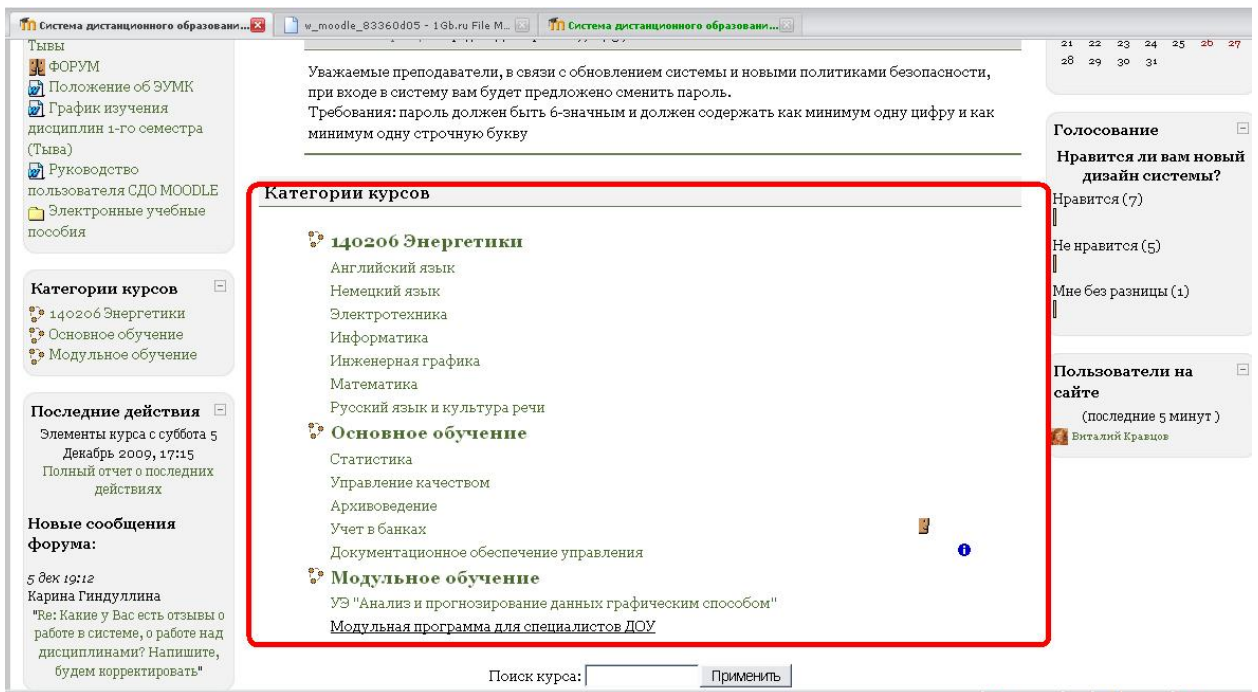 Система дистанционного образовани...
w_moodle_83360d05 - 1Gb.ru File M...
Система дистанционного образовани...
Тывы
ФОРУМ
Положение об ЭУМК
График изучения
дисциплин 1-го семестра
(Тыва)
Руководство
пользователя СДО MOODLE
Электронные учебные
пособия
Категории курсов
140206 Энергетики
Основное обучение
Модульное обучение
Последние действия
Элементы курса с суббота 5
Декабрь 2009, 17:15
Полный отчет о последних
действиях
Новые сообщения
форума:
5 дек 19:12
Карина Гиндуллина
"Re: Какие у Вас есть отзывы о
работе в системе, о работе над
дисциплинами? Напишите,
будем корректировать"
Уважаемые преподаватели, в связи с обновлением системы и новыми политиками безопасности,
при входе в систему вам будет предложено сменить пароль.
Требования: пароль должен быть 6-значным и должен содержать как минимум одну цифру и как
минимум одну строчную букву
Категории курсов
140206 Энергетики
Английский язык
Немецкий язык
Электротехника
Информатика
Инженерная графика
Математика
Русский язык и культура речи
Основное обучение
Статистика
Управление качеством
Архивоведение
Учет в банках
Документационное обеспечение управления
Модульное обучение
УЭ "Анализ и прогнозирование данных графическим способом"
Модульная программа для специалистов ДОУ
Поиск курса:
Применить
21 22 23 24 25 26 27
28 29 30 31
Голосование
Нравится ли вам новый
дизайн системы?
Нравится (7)
Не нравится (5)
Мне без разницы (1)
Пользователи на
сайте
(последние 5 минут )
Виталий Кравцов